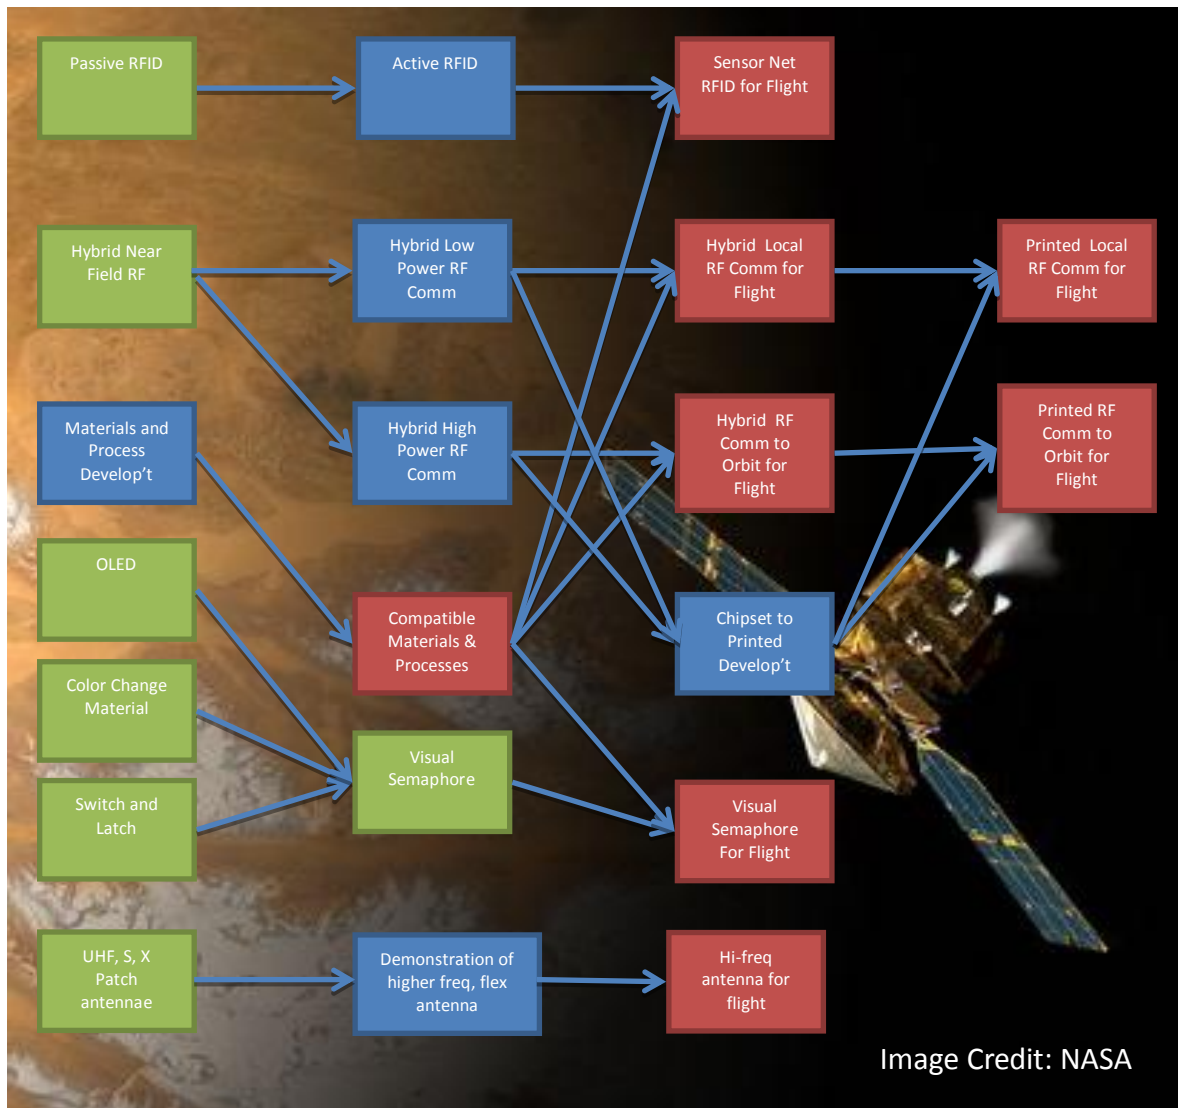 Passive RFID
Active RFID
Sensor Net
RFID for Flight
Hybrid Near
Field RF
Hybrid Low
Power RF
Comm
Hybrid Local
RF Comm for
Flight
Printed Local
RF Comm for
Flight
Materials and
Process
Develop’t
Hybrid High
Power RF
Comm
Hybrid RF
Comm to
Orbit for
Flight
Printed RF
Comm to
Orbit for
Flight
OLED
Compatible
Materials &
Processes
Chipset to
Printed
Develop’t
Color Change
Material
Visual
Semaphore
Switch and
Latch
Visual
Semaphore
For Flight
UHF, S, X
Patch
antennae
Demonstration of
higher freq, flex
antenna
Hi-freq
antenna for
flight
Image Credit: NASA